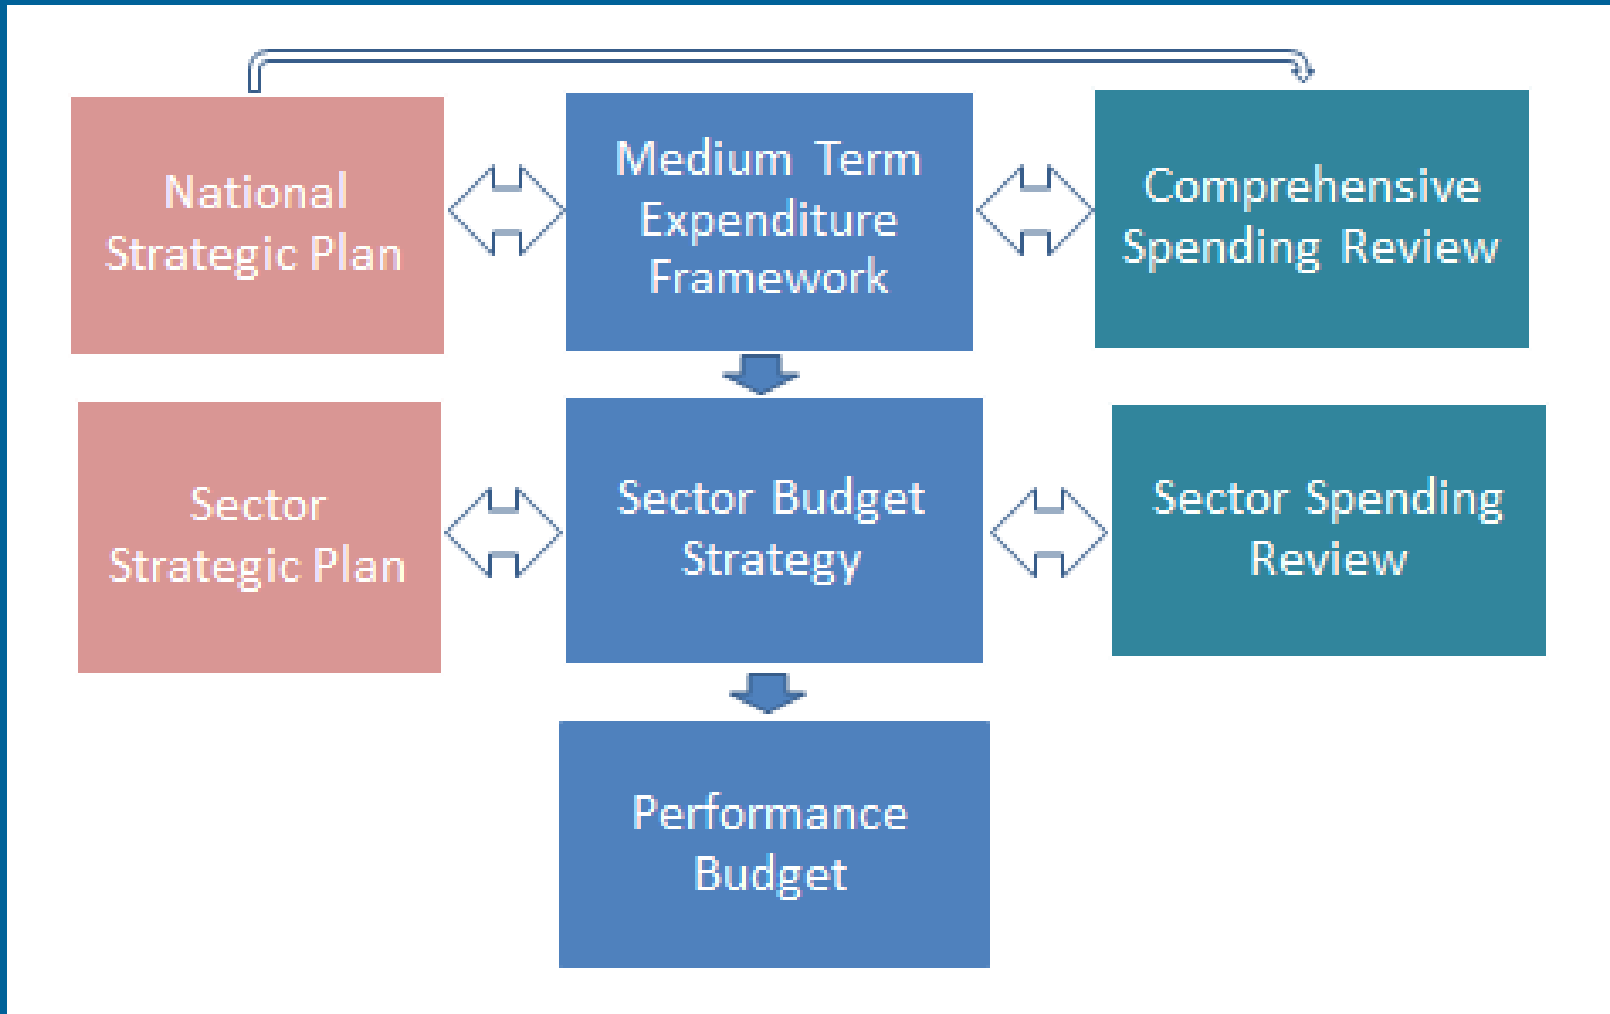 National
Strategic Plan
Medium Term
Expenditure
Framework
Comprehensive
Spending Review
Sector
Strategic Plan
Sector Budget
Strategy
Sector Spending
Review
Performance
Budget